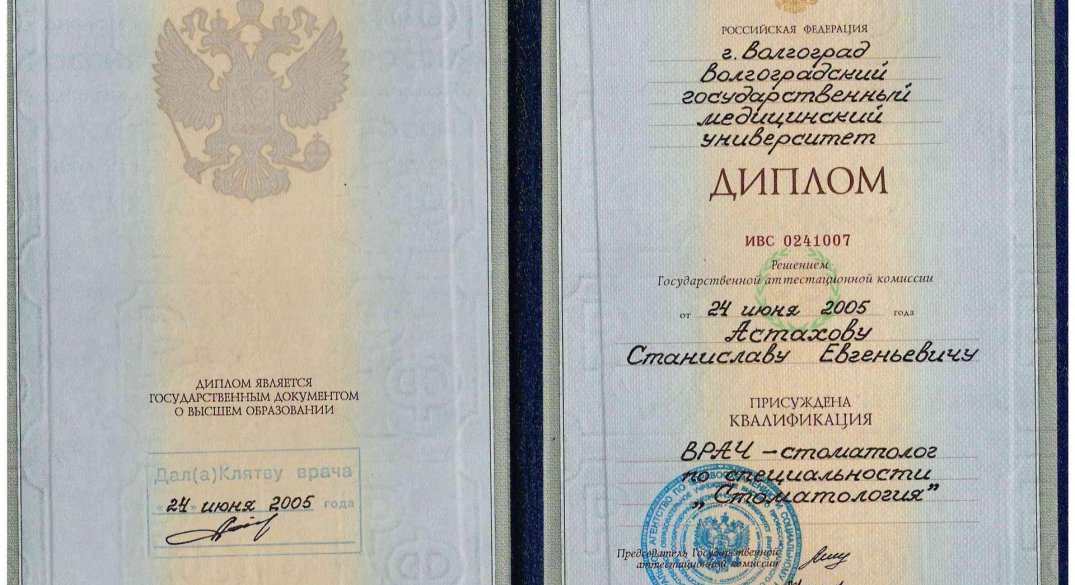 ДИПЛОМ ЯВЛЯЕТСЯ
ГОСУДАРСТВЕННЫМ ДОКУМЕНТОМ
О ВЫСШЕМ ОБРАЗОВАНИИ
Дал(а)Клятву врача
"24" июня 2005 года
РОССИЙСКАЯ ФЕДЕРАЦИЯ
г. Волгоград
Волгоградский
государственный
медицинский
университет
ДИПЛОМ
ИВС 0241007
Решением
Государственной аттестационной комиссии
от 24 июня 2005 года
Астахову
Станиславу Евгеньевичу
ПРИСУЖДЕНА
КВАЛИФИКАЦИЯ
ВРАЧ – стоматолог
по специальности
„Стоматология"
Председатель Государственной
аттестационной комиссии